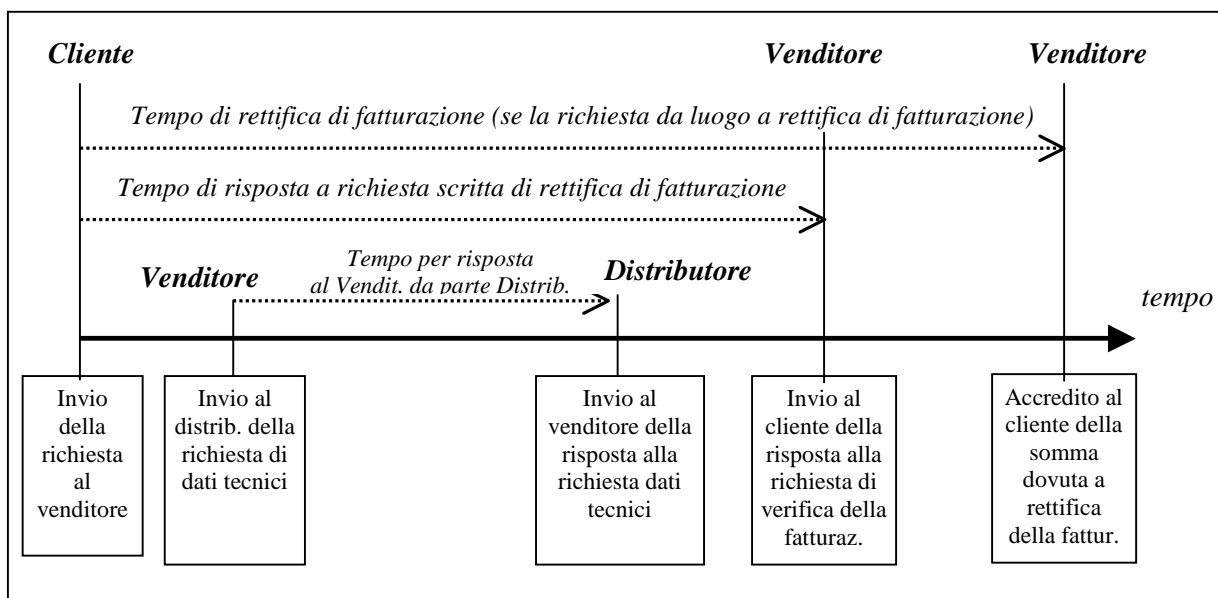 Cliente
Venditore
Venditore
Tempo di rettifica di fatturazione (se la richiesta da luogo a rettifica di fatturazione)
Tempo di risposta a richiesta scritta di rettifica di fatturazione
Tempo per risposta
al Vendit. da parte Distrib.
Venditore
Distributore
tempo
Invio
della
richiesta
al
venditore
Invio al
distrib. della
richiesta di
dati tecnici
Invio al
venditore della
risposta alla
richiesta dati
tecnici
Invio al
cliente della
risposta alla
richiesta di
verifica della
fatturaz.
Accredito al
cliente della
somma
dovuta a
rettifica
della fattur.